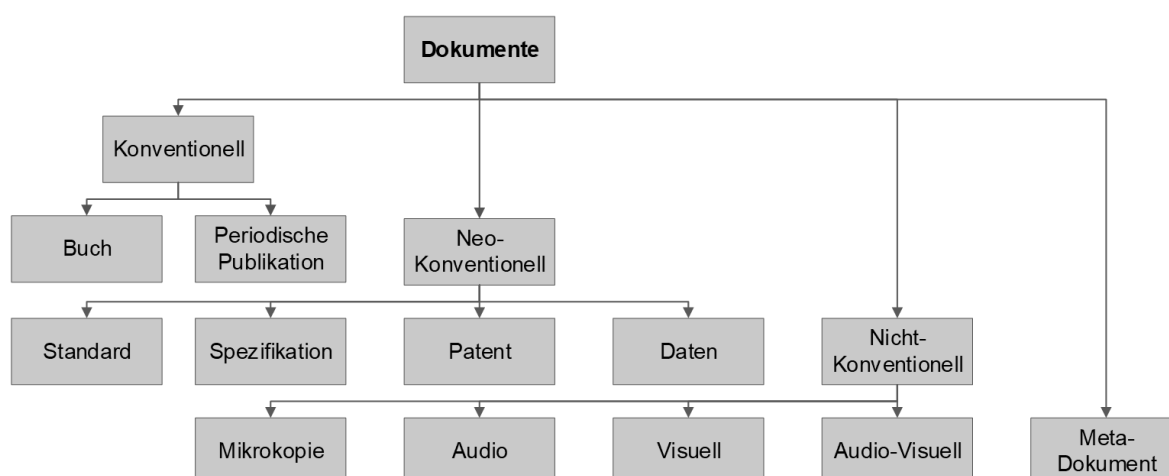 Dokumente
Konventionell
Buch
Periodische
Publikation
Neo-
Konventionell
Standard
Spezifikation
Patent
Daten
Nicht-
Konventionell
Mikrokopie
Audio
Visuell
Audio-Visuell
Meta-
Dokument